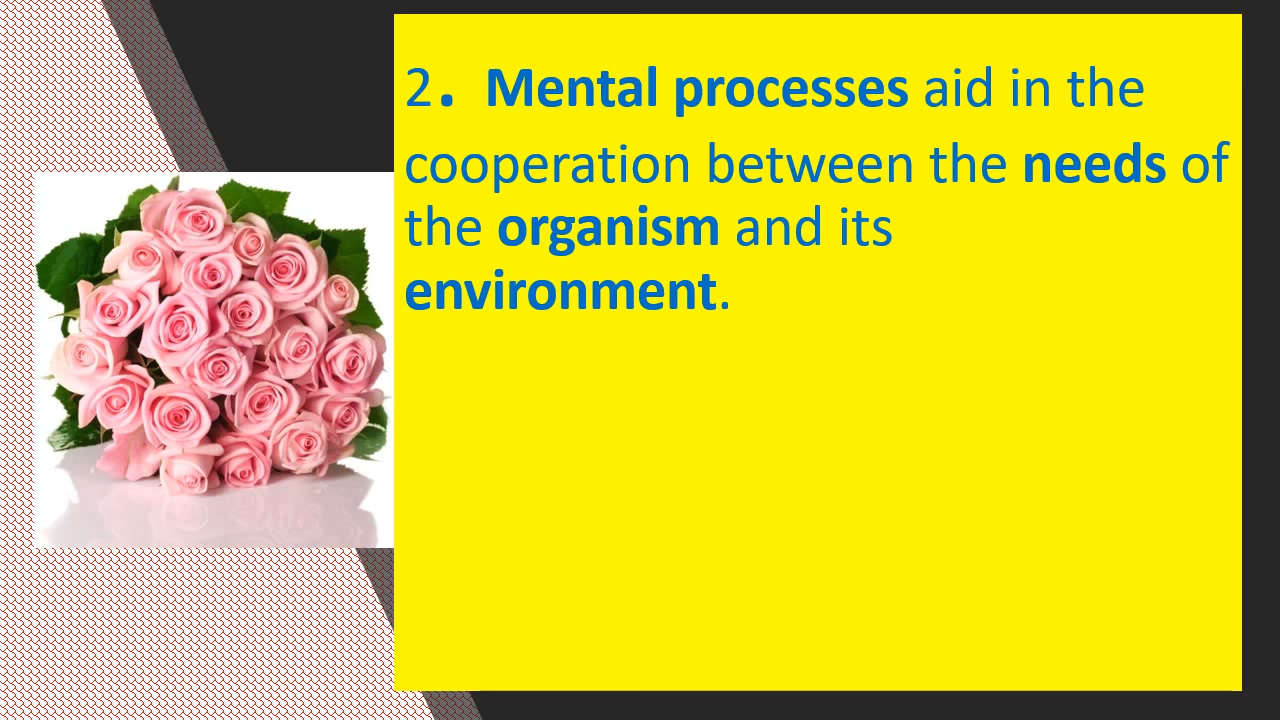 2. Mental processes aid in the
cooperation between the needs of
the organism and its
environment.